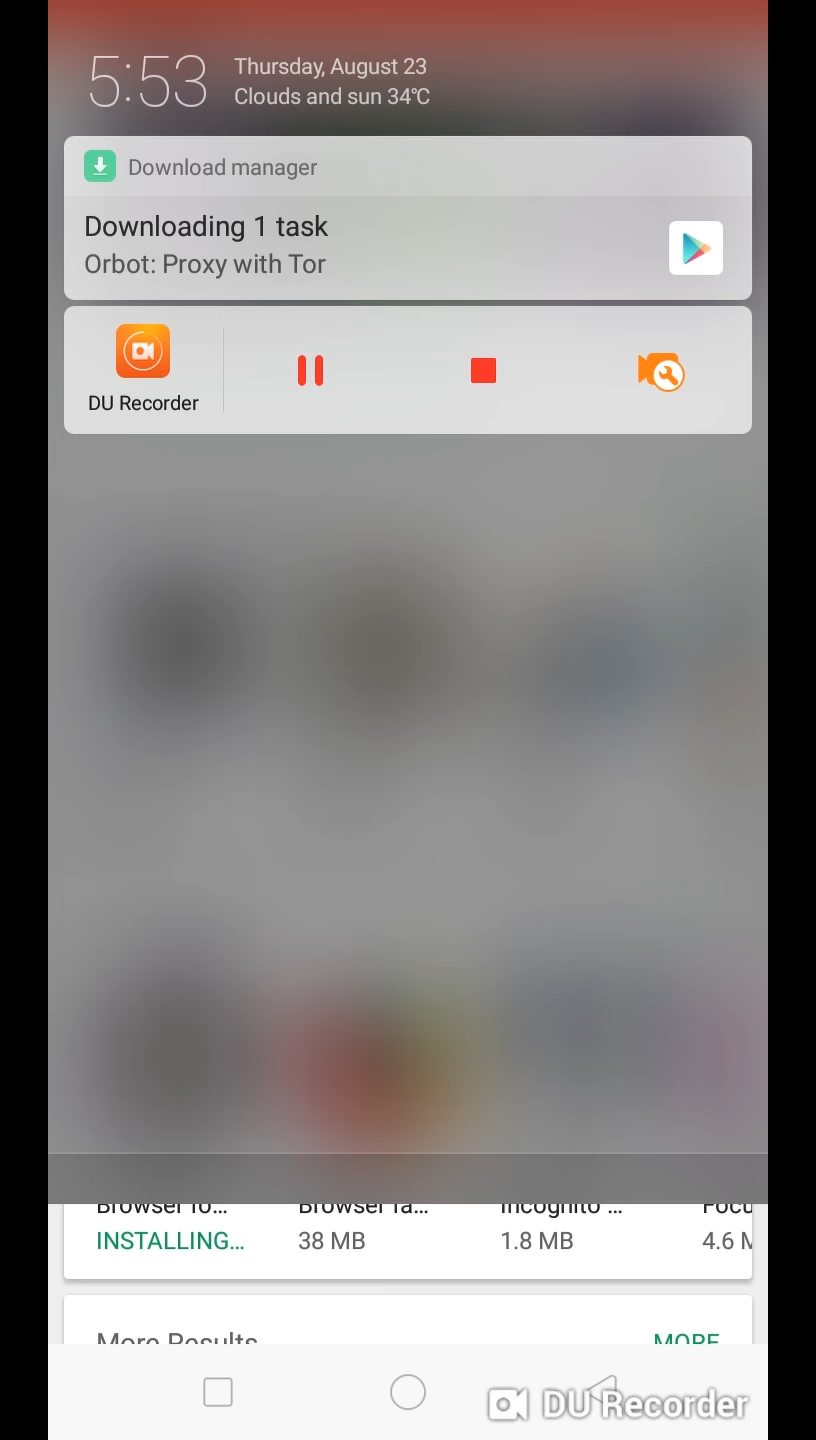 5:53
Thursday, August 23
Clouds and sun 34℃
Download manager
Downloading 1 task
Orbot: Proxy with Tor
DU Recorder
Browser fo... Browser fa... Incognito ... Focu
INSTALLING... 38 MB 1.8 MB 4.6 M
More Results MORE
DU Recorder